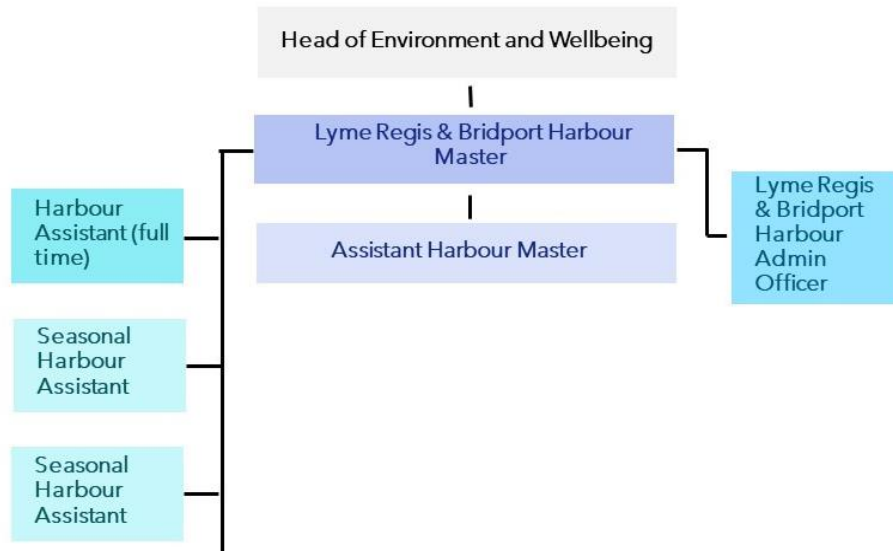 Head of Environment and Wellbeing
Lyme Regis & Bridport Harbour
Master
Harbour
Assistant (full
time)
Assistant Harbour Master
Lyme Regis
& Bridport
Harbour
Admin
Officer
Seasonal
Harbour
Assistant
Seasonal
Harbour
Assistant